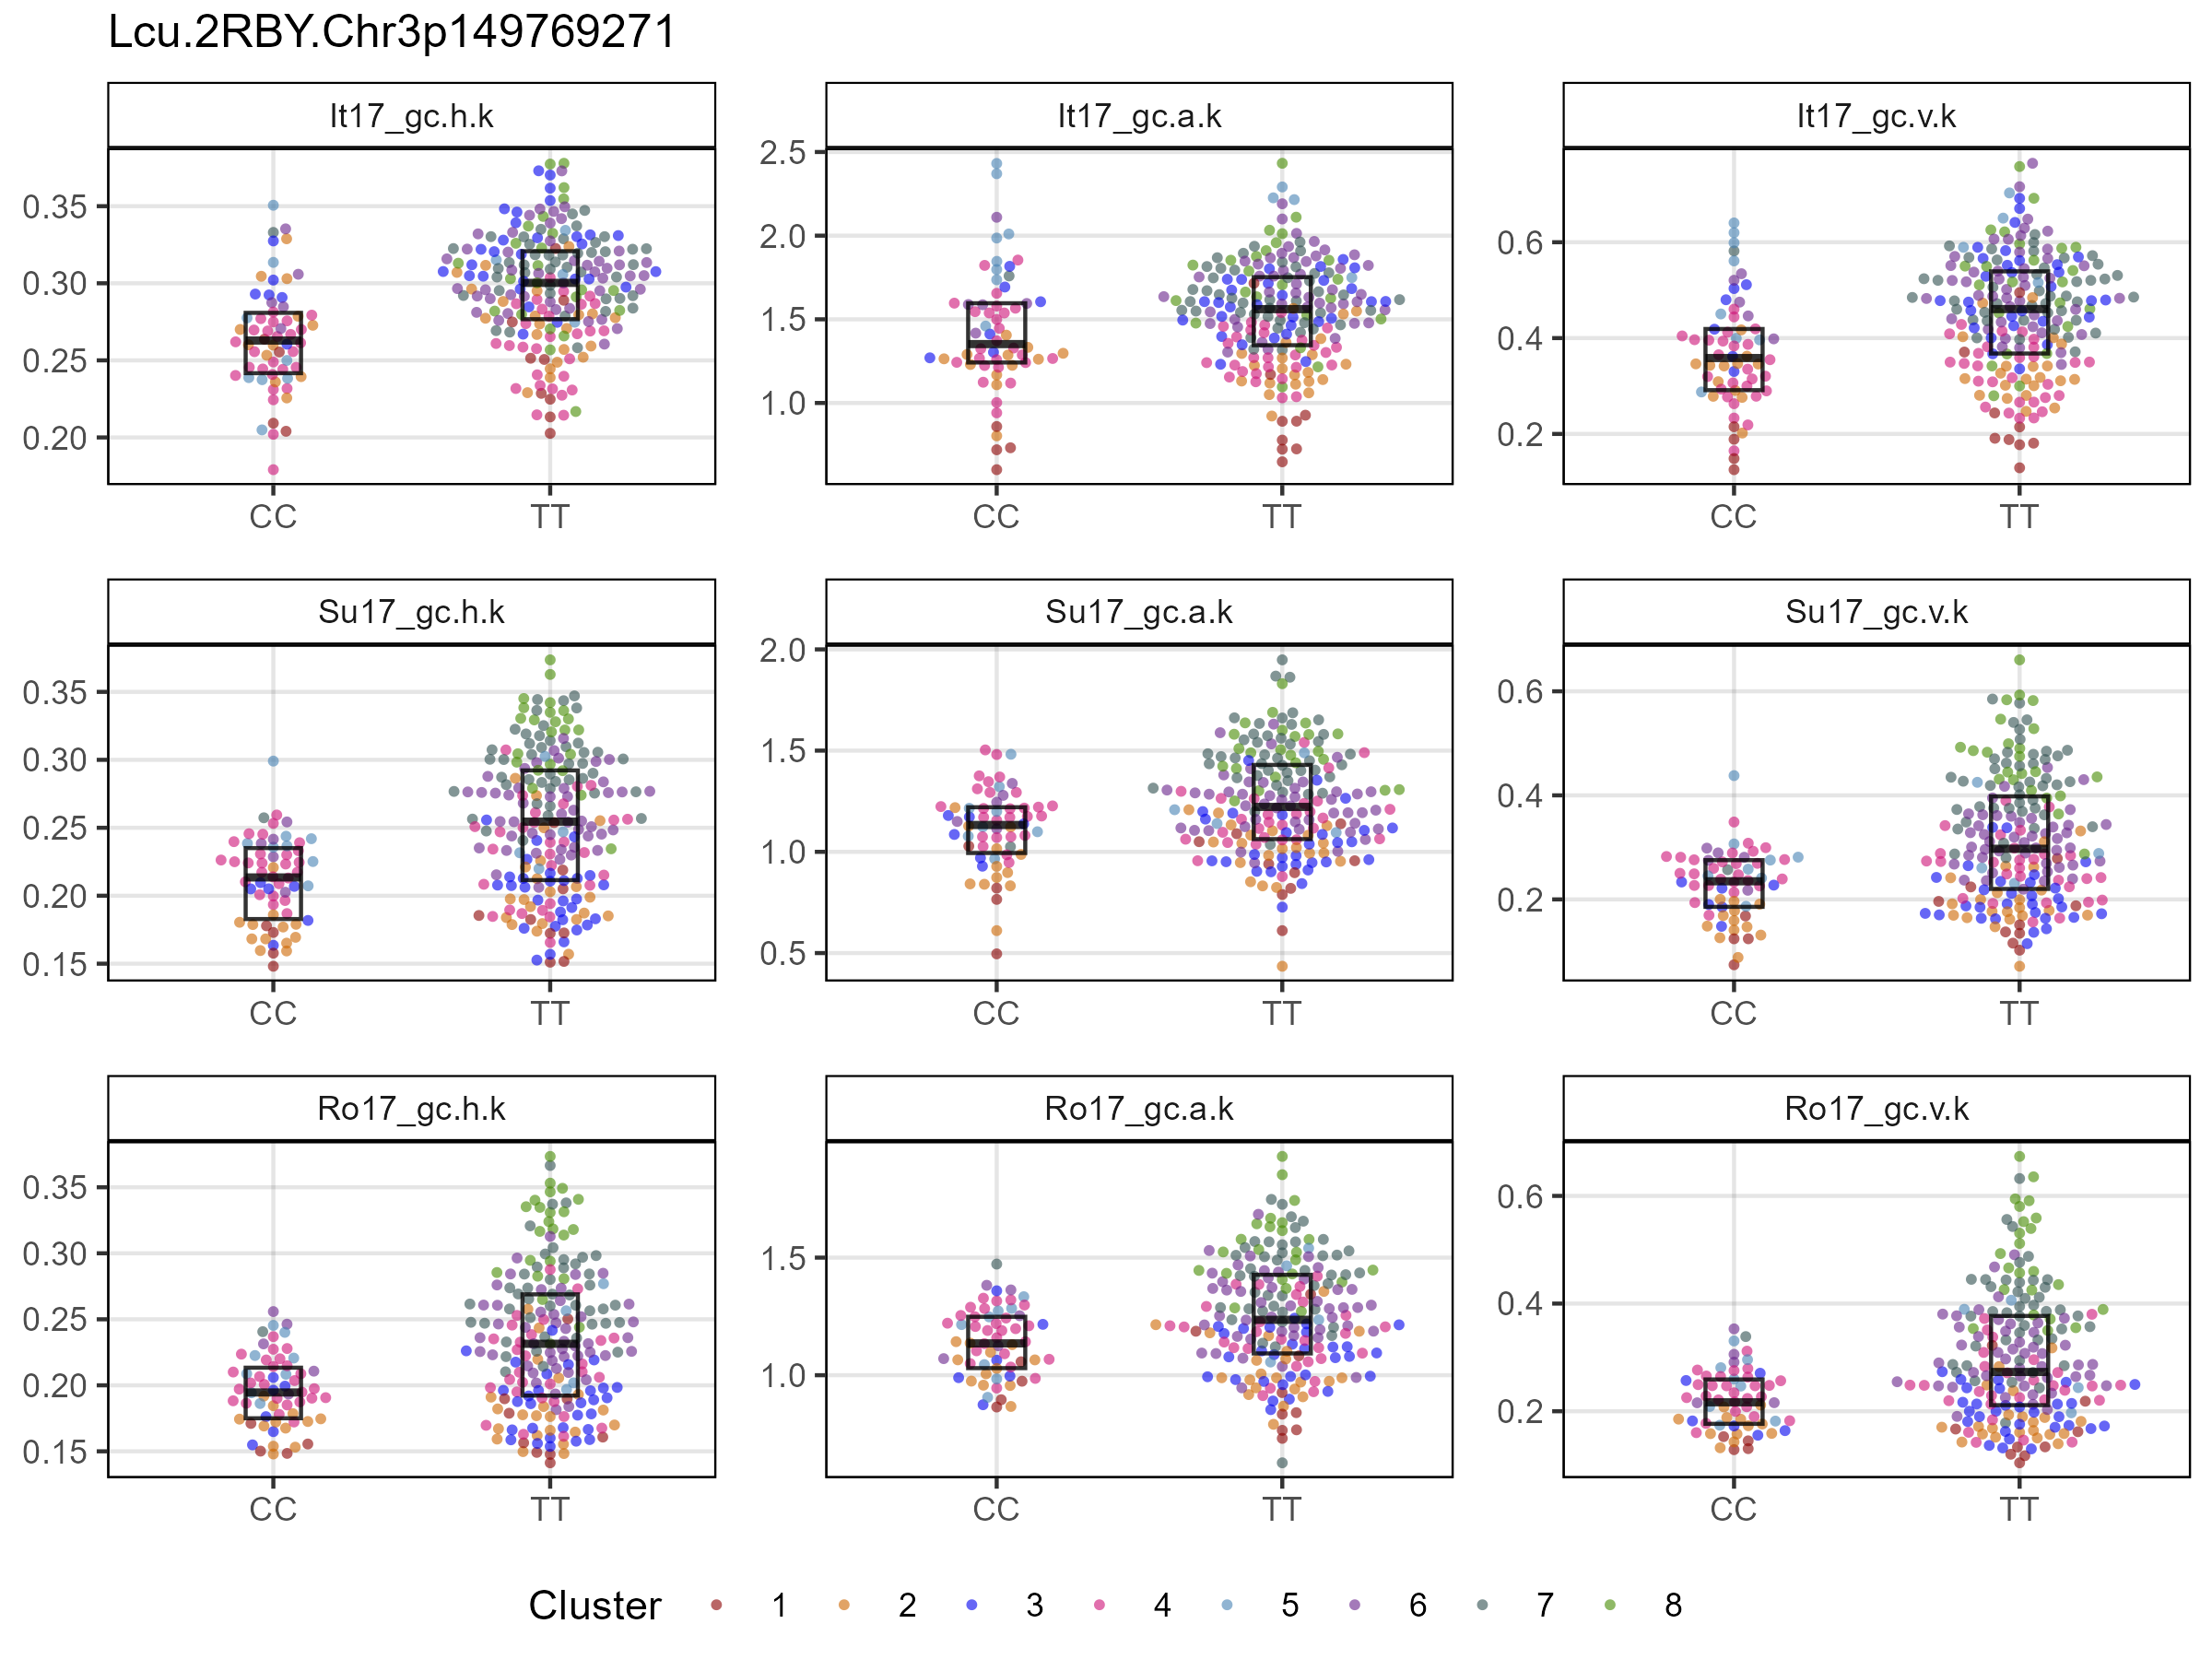 Lcu.2RBY.Chr3p149769271
It17_gc.h.k
It17_gc.a.k
It17_gc.v.k
0.35
0.30
0.25
0.20
2.5
2.0
1.5
1.0
0.6
0.4
0.2
CC
TT
CC
TT
CC
TT
Su17_gc.h.k
Su17_gc.a.k
Su17_gc.v.k
0.35
0.30
0.25
0.20
0.15
2.0
1.5
1.0
0.5
0.6
0.4
0.2
CC
TT
CC
TT
CC
TT
Ro17_gc.h.k
Ro17_gc.a.k
Ro17_gc.v.k
0.35
0.30
0.25
0.20
0.15
1.5
1.0
0.6
0.4
0.2
CC
TT
CC
TT
CC
TT
Cluster 1 2 3 4 5 6 7 8